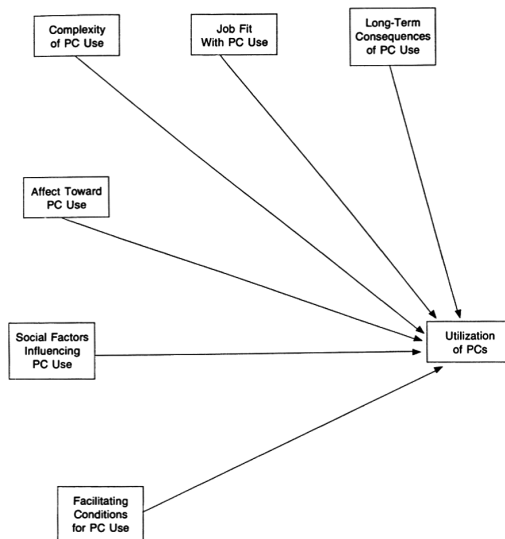 Complexity
of PC Use
Job Fit
With PC Use
Long-Term
Consequences
of PC Use
Affect Toward
PC Use
Social Factors
Influencing
PC Use
Utilization
of PCs
Facilitating
Conditions
for PC Use